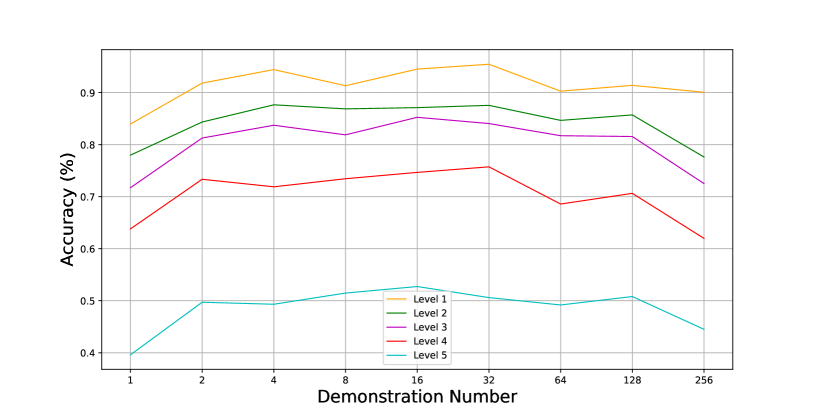 Accuracy (%)
0.9
0.8
0.7
0.6
0.5
0.4
Level 1
Level 2
Level 3
Level 4
Level 5
1 2 4 8 16 32 64 128 256
Demonstration Number